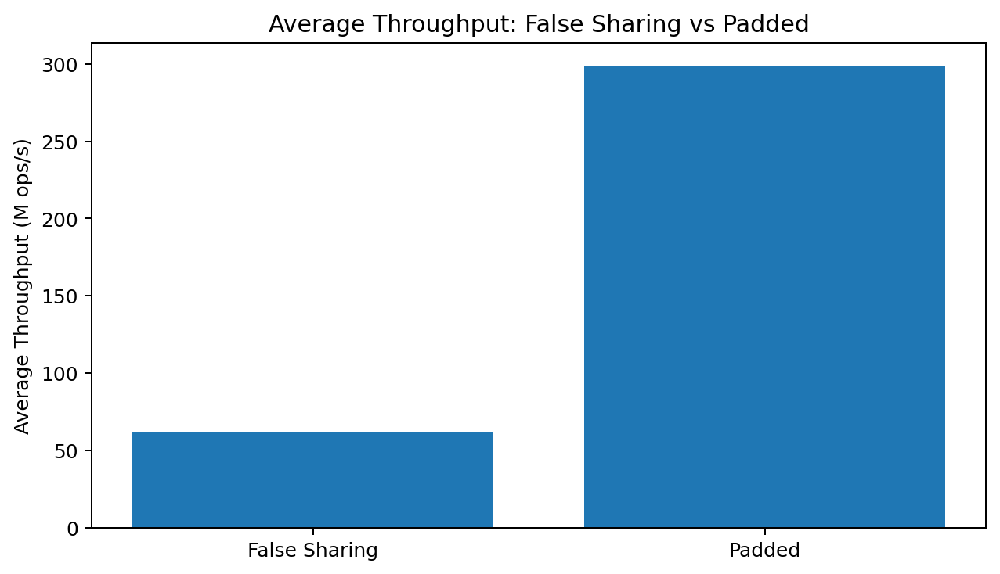 Average Throughput: False Sharing vs Padded
Average Throughput (M ops/s)
300
250
200
150
100
50
0
False Sharing
Padded